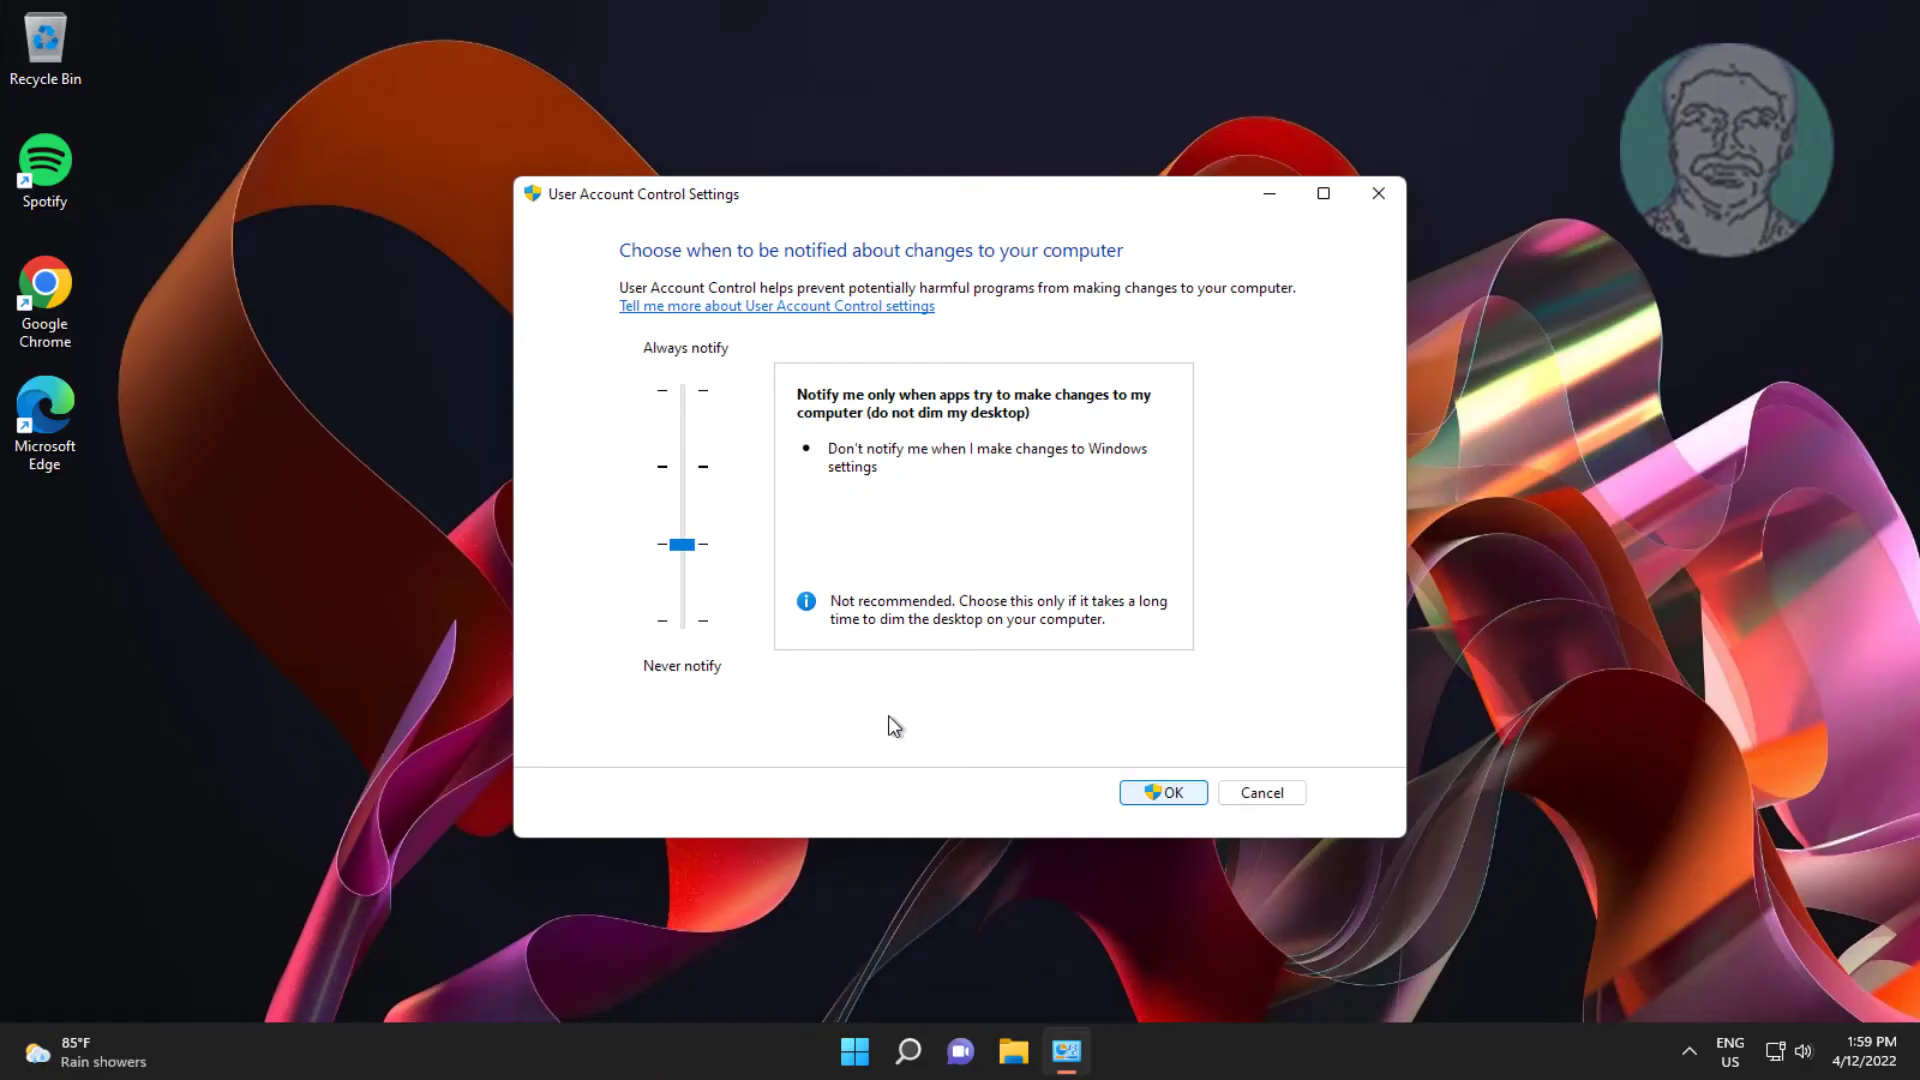 Recycle Bin
Spotify
Google
Chrome
Microsoft
Edge
User Account Control Settings
Choose when to be notified about changes to your computer
User Account Control helps prevent potentially harmful programs from making changes to your computer.
Tell me more about User Account Control settings
Always notify
Notify me only when apps try to make changes to my
computer (do not dim my desktop)
• Don't notify me when I make changes to Windows
settings
Not recommended. Choose this only if it takes a long
time to dim the desktop on your computer.
Never notify
OK
Cancel
85°F
Rain showers
ENG
US
1:59 PM
4/12/2022